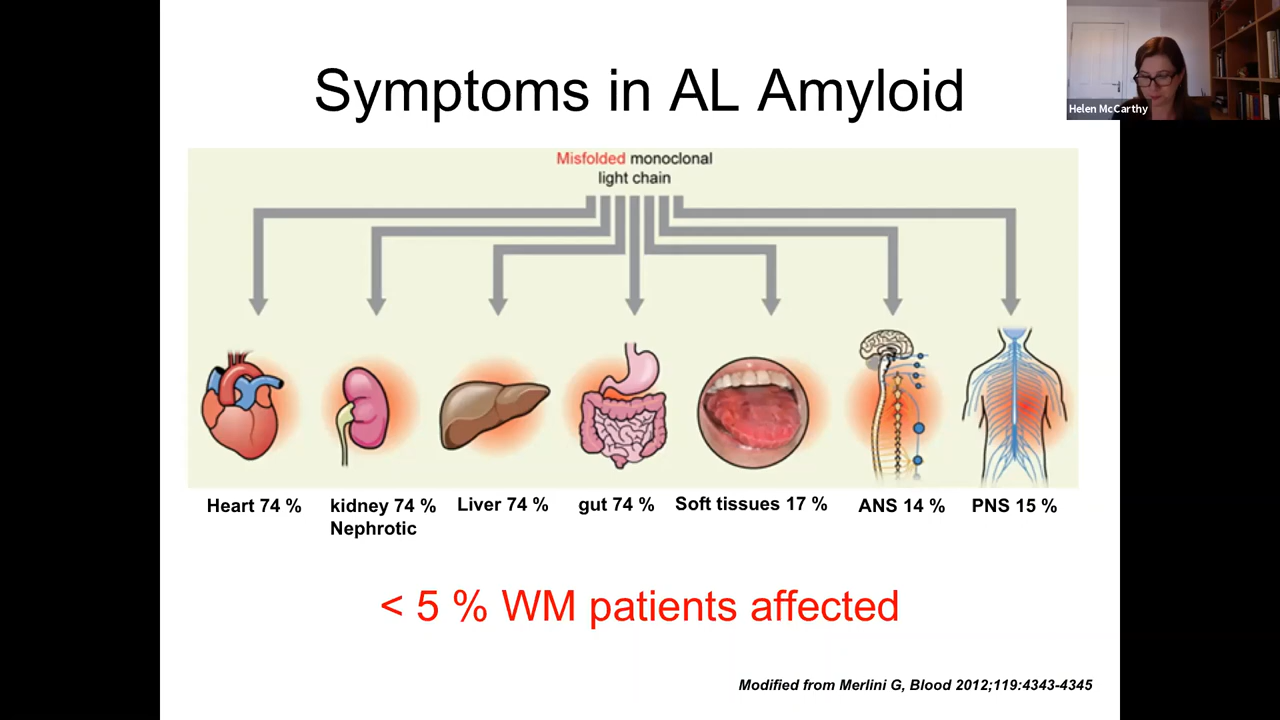 Symptoms in AL Amyloid
Helen McCarthy
Misfolded monoclonal
light chain
Heart 74 %
kidney 74 %
Nephrotic
Liver 74 %
gut 74 %
Soft tissues 17 %
ANS 14 %
PNS 15 %
< 5 % WM patients affected
Modified from Merlini G, Blood 2012;119:4343-4345